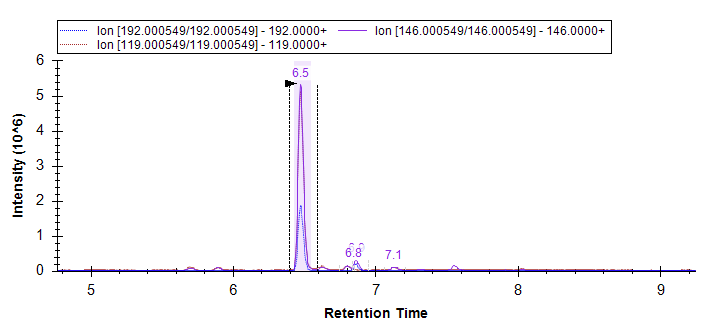 Ion [192.000549/192.000549] - 192.0000+ Ion [146.000549/146.000549] - 146.0000+
Ion [119.000549/119.000549] - 119.0000+
6
5
4
3
2
1
0
Intensity (10^6)
6.5
6.8
7.1
5 6 7 8 9
Retention Time